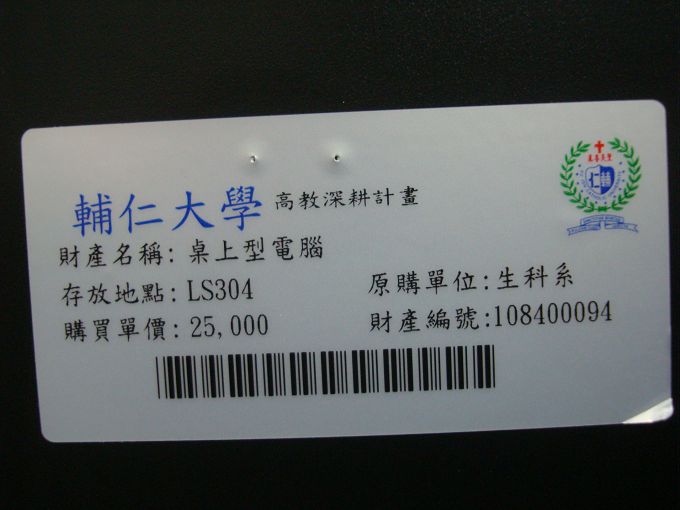 輔仁大學 高教深耕計畫
財產名稱: 桌上型電腦
存放地點: LS304 原購單位: 生科系
購買單價: 25,000 財產編號: 108400094